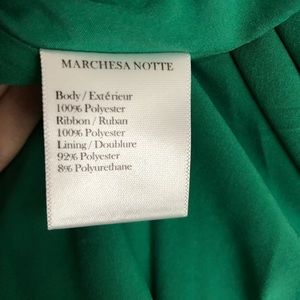 MARCHESA NOTTE
Body / Extérieur
100% Polyester
Ribbon / Ruban
100% Polyester
Lining / Doublure
92% Polyester
8% Polyurethane